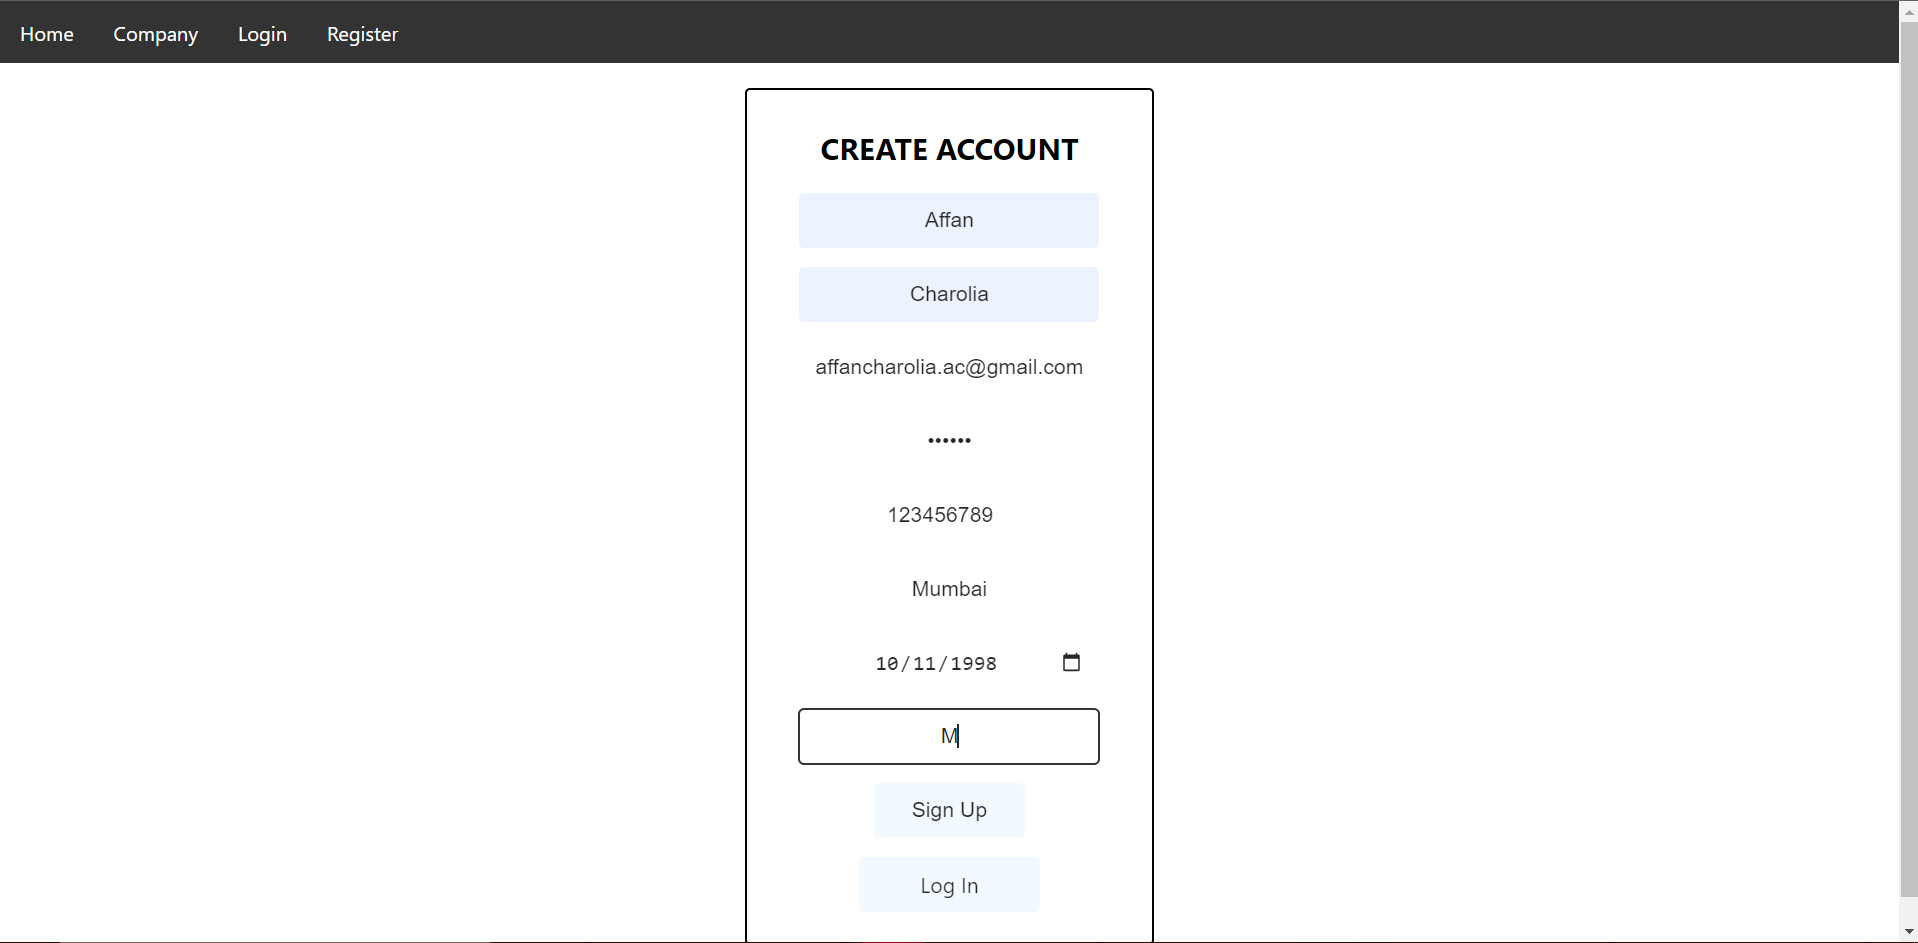 Home Company Login Register
CREATE ACCOUNT
Affan
Charolia
affancharolia.ac@gmail.com
••••••
123456789
Mumbai
10/11/1998
M
Sign Up
Log In